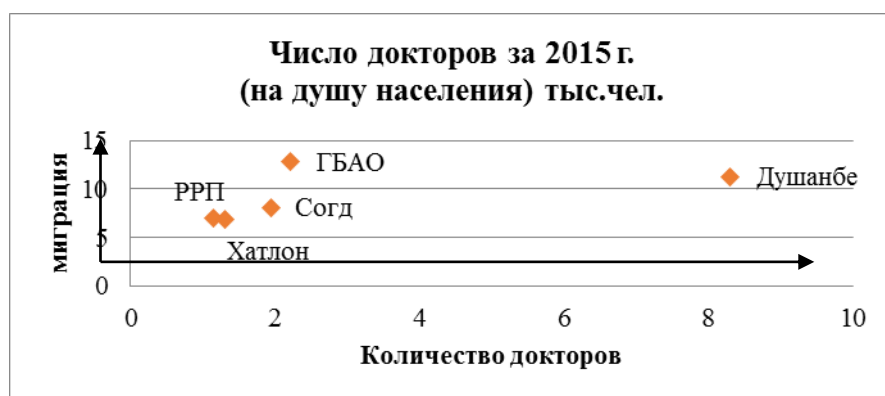 Число докторов за 2015 г.
(на душу населения) тыс.чел.
миграция
15
10
5
0
РРП
ГБАО
Согд
Хатлон
Душанбе
0 2 4 6 8 10
Количество докторов